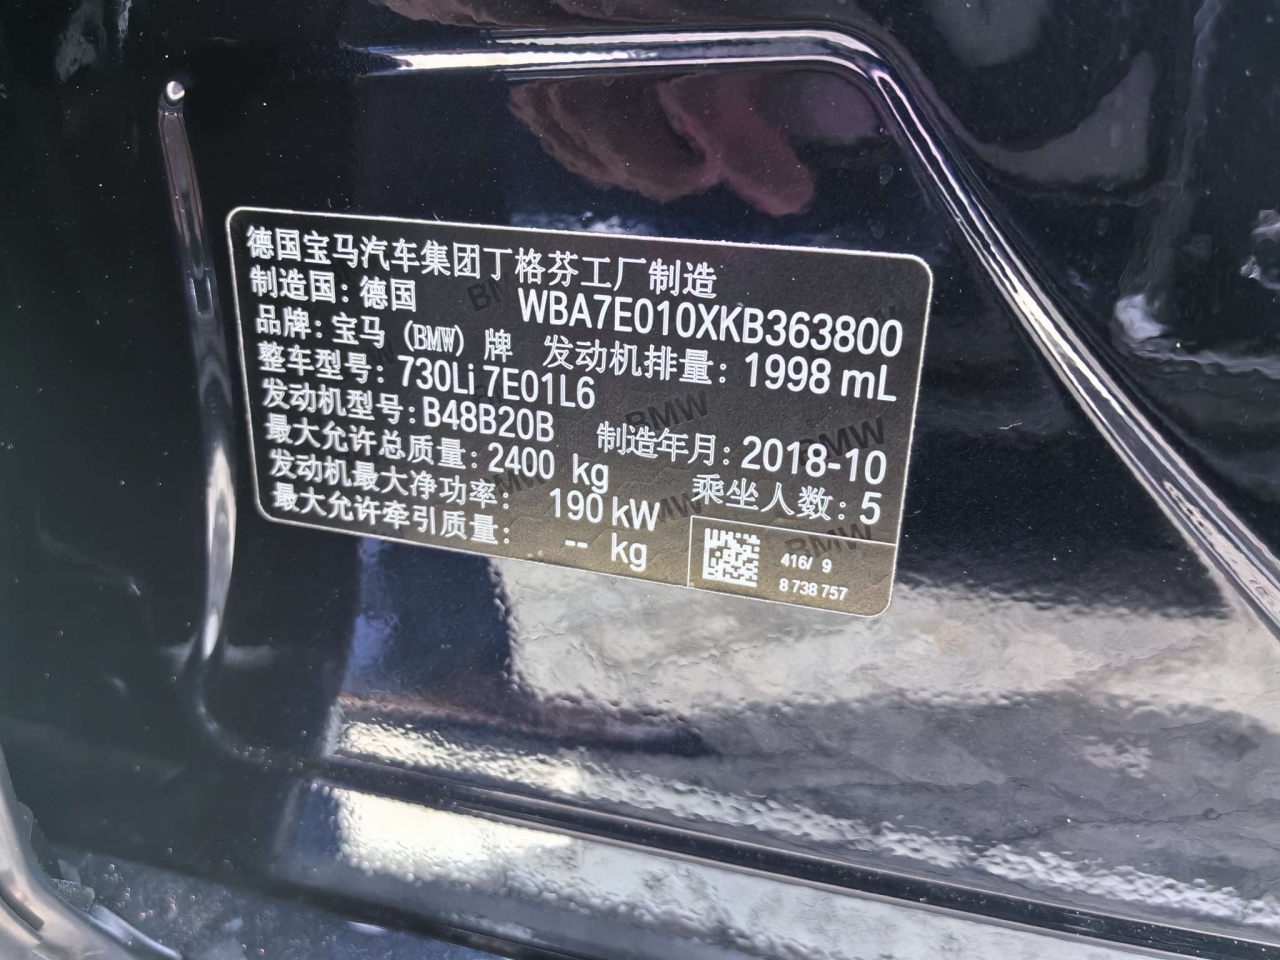 德国宝马汽车集团丁格芬工厂制造
制造国：德国 WBA7E010XKB363800
品牌：宝马 (BMW) 牌 发动机排量：1998 mL
整车型号：730Li 7E01L6
发动机型号：B48B20B 制造年月：2018-10
最大允许总质量：2400 kg 乘坐人数：5
发动机最大净功率：190 kW
最大允许牵引质量：-- kg
416/ 9
8 738 757